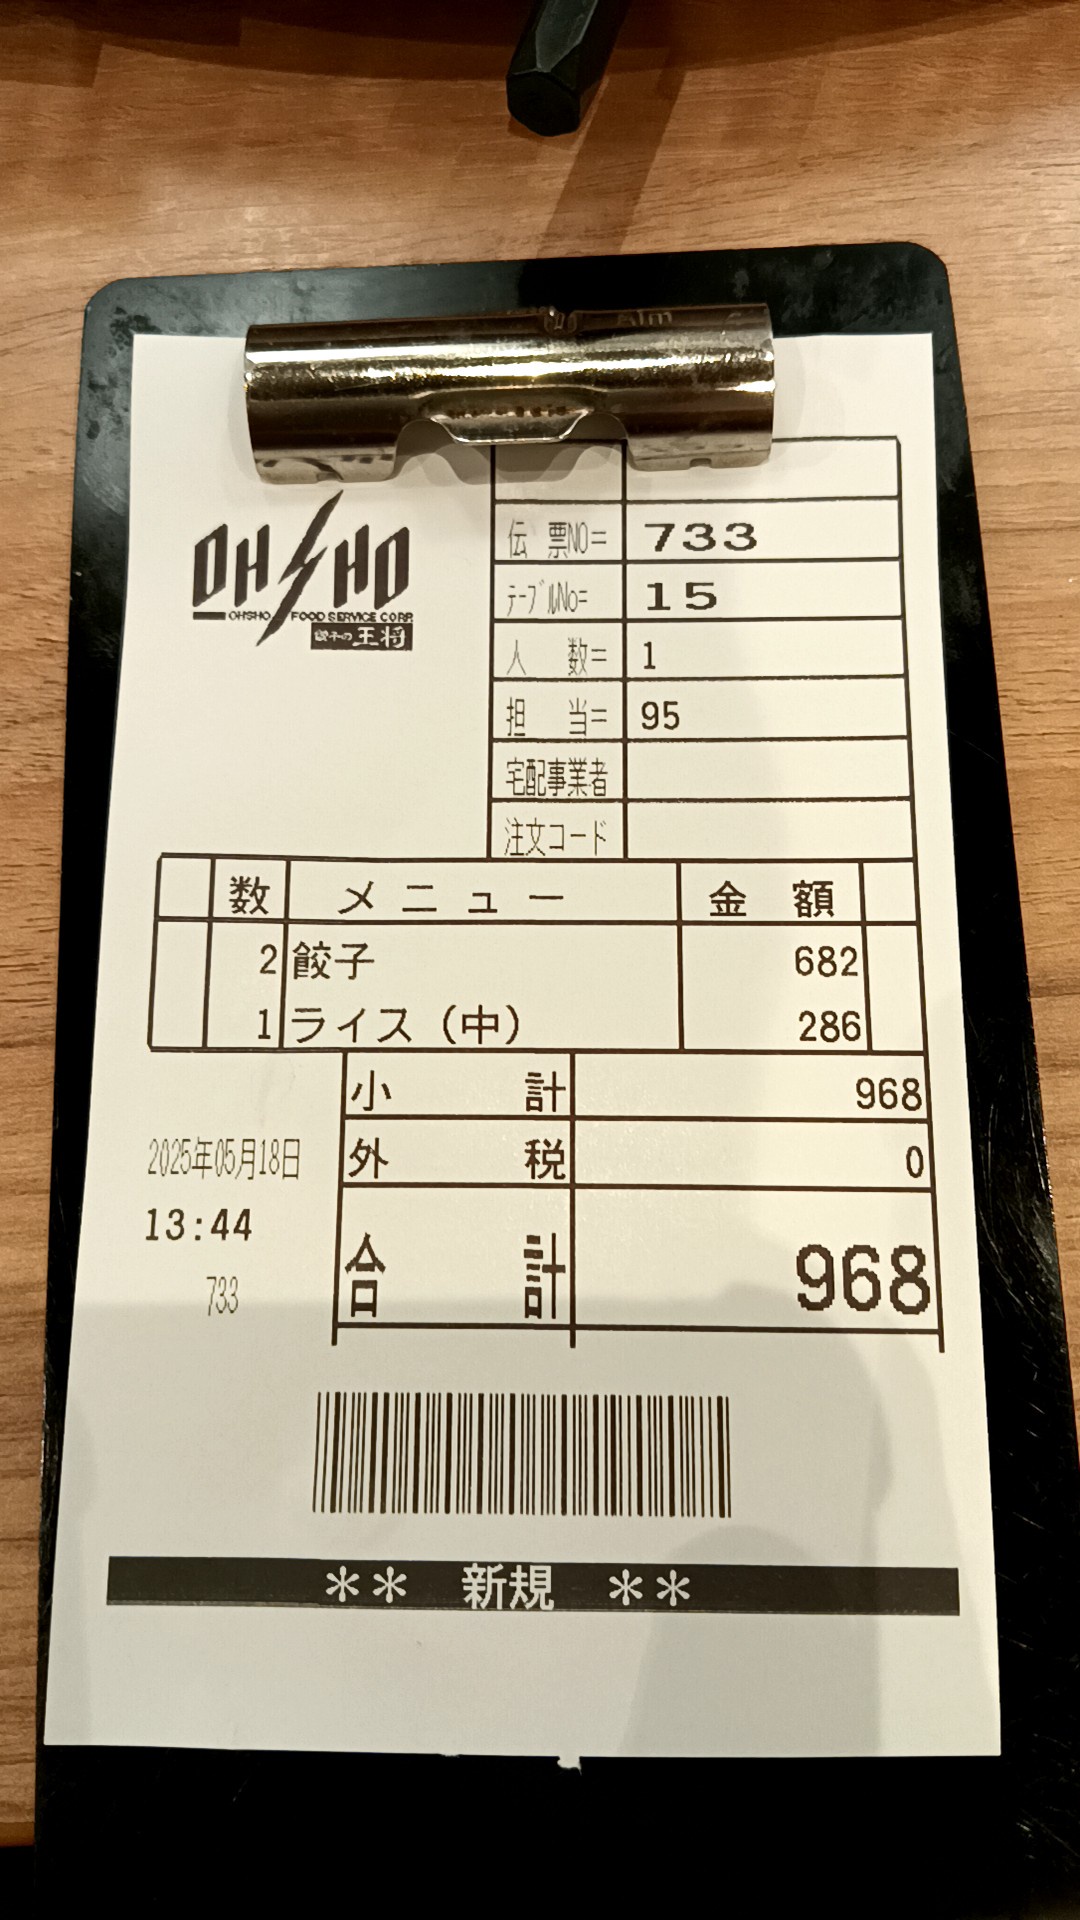 OHSHO
OHSHO FOOD SERVICE CORP.
餃子の王将
伝 票NO= 733
テーブルNo= 15
人 数= 1
担 当= 95
宅配事業者
注文コード
数 メニュー 金 額
2 餃子 682
1 ライス（中） 286
小 計 968
外 税 0
合 計 968
2025年05月18日
13:44
733
＊＊ 新規 ＊＊